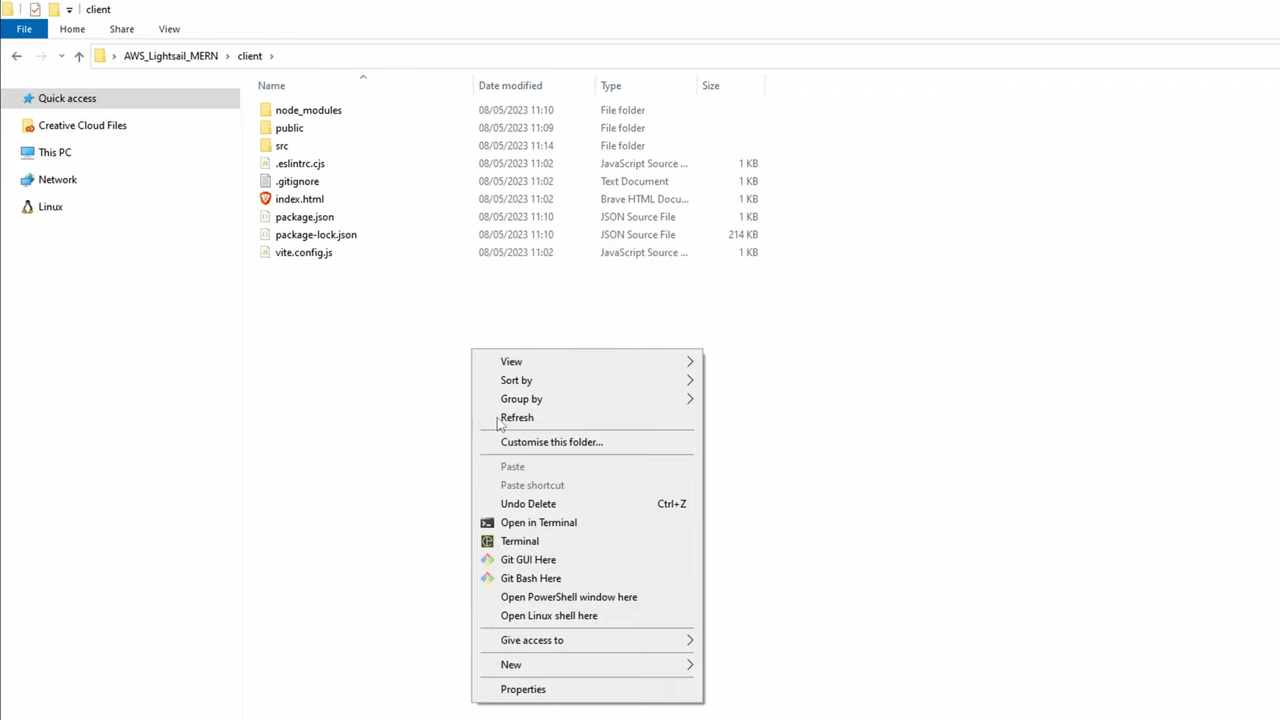 client
File Home Share View
AWS_Lightsail_MERN client
Name Date modified Type Size
Quick access
Creative Cloud Files
This PC
Network
Linux
node_modules 08/05/2023 11:10 File folder
public 08/05/2023 11:09 File folder
src 08/05/2023 11:14 File folder
.eslintrc.cjs 08/05/2023 11:02 JavaScript Source ... 1 KB
.gitignore 08/05/2023 11:02 Text Document 1 KB
index.html 08/05/2023 11:02 Brave HTML Docu... 1 KB
package.json 08/05/2023 11:10 JSON Source File 1 KB
package-lock.json 08/05/2023 11:10 JSON Source File 214 KB
vite.config.js 08/05/2023 11:02 JavaScript Source ... 1 KB
View
Sort by
Group by
Refresh
Customise this folder...
Paste
Paste shortcut
Undo Delete Ctrl+Z
Open in Terminal
Terminal
Git GUI Here
Git Bash Here
Open PowerShell window here
Open Linux shell here
Give access to
New
Properties